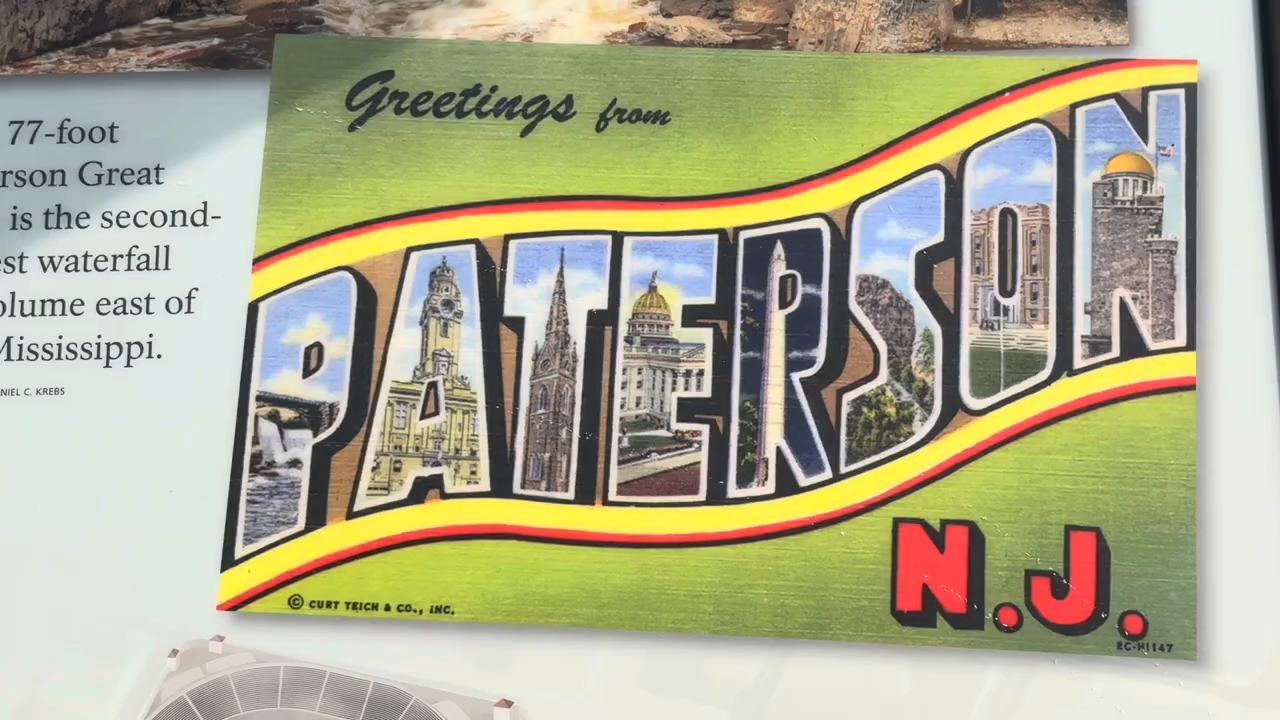 77-foot
rson Great
is the second-
est waterfall
olume east of
Mississippi.
NIEL C. KREBS
Greetings from
PATERSON
N.J.
© CURT TEICH & CO., INC.
EC-H1147